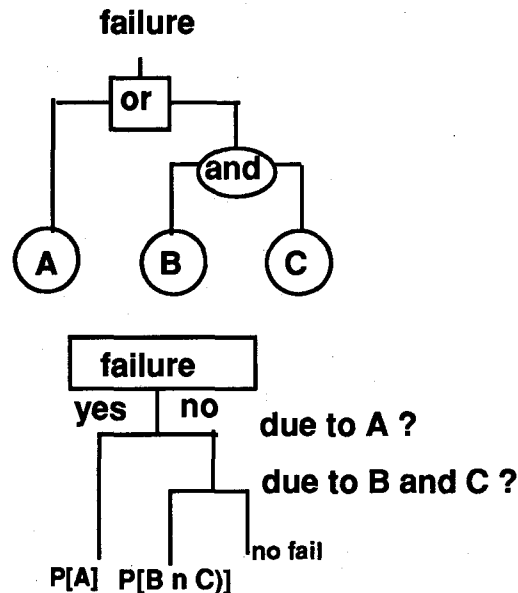 failure
or
and
A B C
failure
yes no
due to A ?
due to B and C ?
no fail
P[A] P[B n C)]